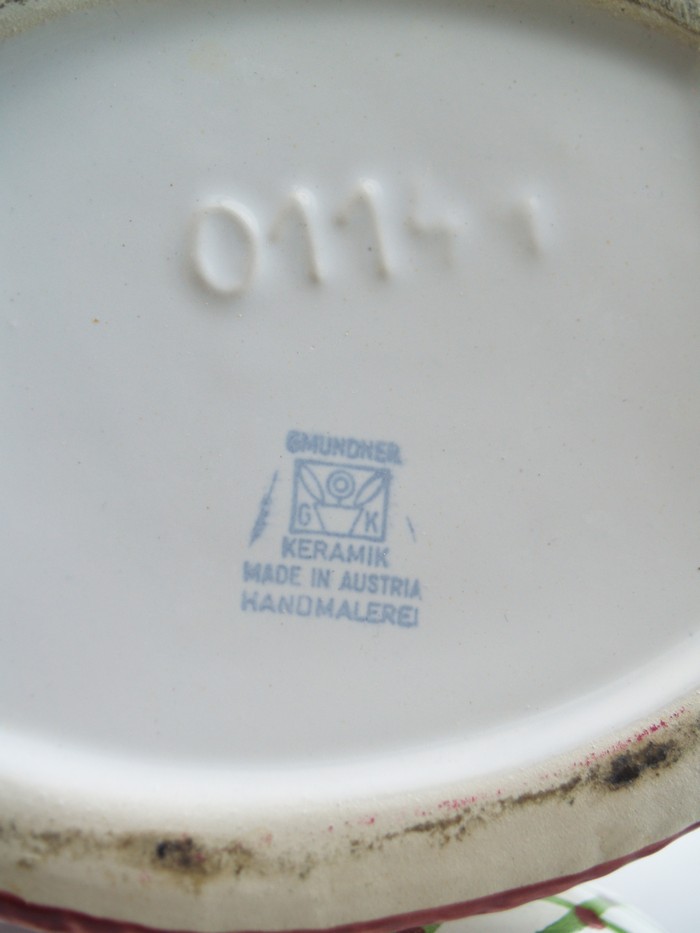 0114 1
GMUNDNER
G K
KERAMIK
MADE IN AUSTRIA
HANDMALEREI